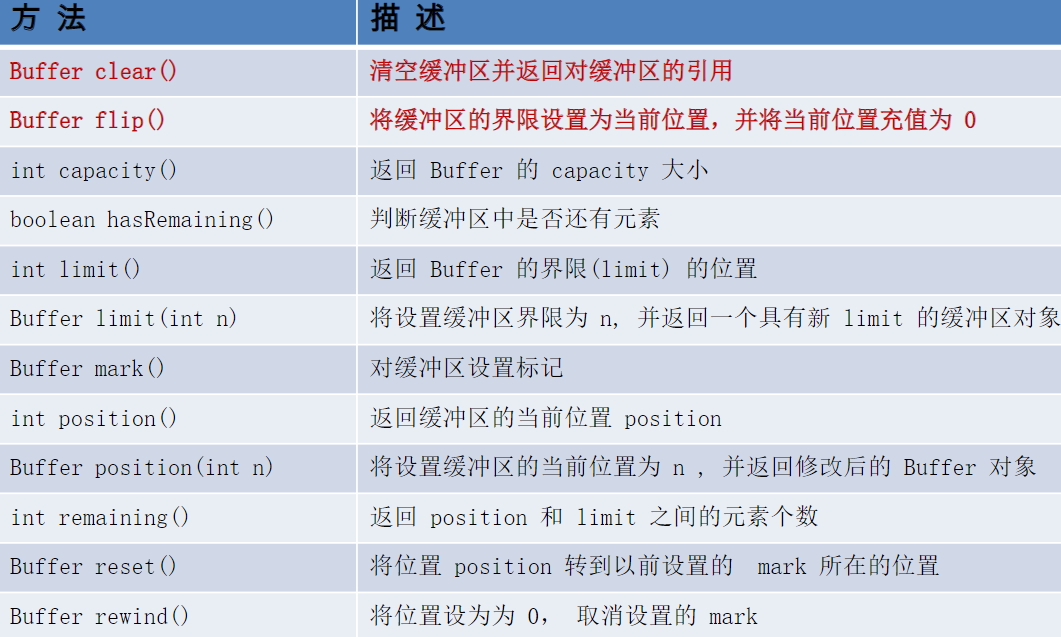 方 法 描 述
Buffer clear() 清空缓冲区并返回对缓冲区的引用
Buffer flip() 将缓冲区的界限设置为当前位置，并将当前位置充值为 0
int capacity() 返回 Buffer 的 capacity 大小
boolean hasRemaining() 判断缓冲区中是否还有元素
int limit() 返回 Buffer 的界限(limit) 的位置
Buffer limit(int n) 将设置缓冲区界限为 n, 并返回一个具有新 limit 的缓冲区对象
Buffer mark() 对缓冲区设置标记
int position() 返回缓冲区的当前位置 position
Buffer position(int n) 将设置缓冲区的当前位置为 n , 并返回修改后的 Buffer 对象
int remaining() 返回 position 和 limit 之间的元素个数
Buffer reset() 将位置 position 转到以前设置的 mark 所在的位置
Buffer rewind() 将位置设为为 0， 取消设置的 mark